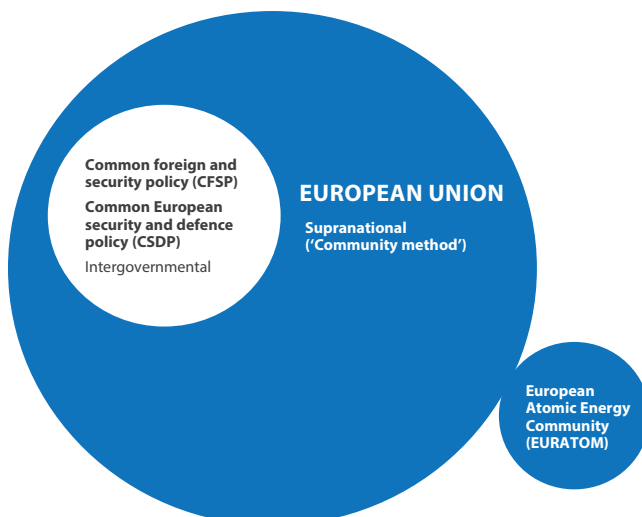 Common foreign and
security policy (CFSP)
Common European
security and defence
policy (CSDP)
Intergovernmental
EUROPEAN UNION
Supranational
(‘Community method’)
European
Atomic Energy
Community
(EURATOM)